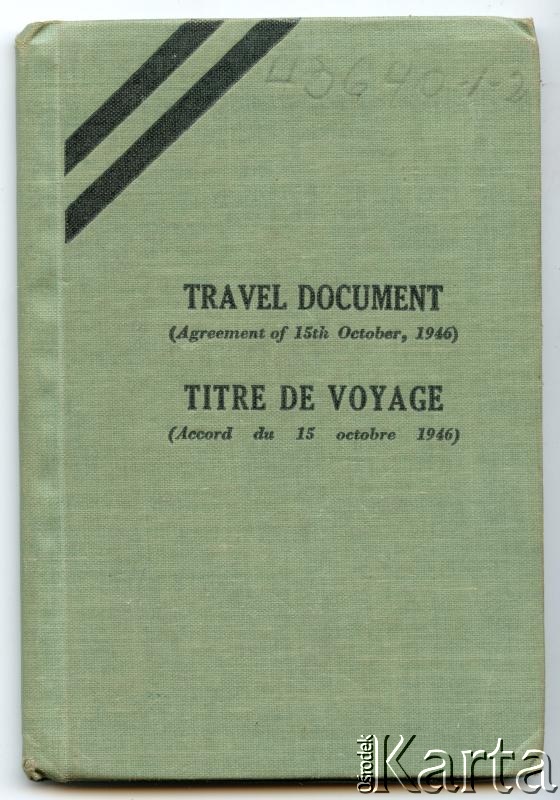 43640-1-2
TRAVEL DOCUMENT
(Agreement of 15th October, 1946)
TITRE DE VOYAGE
(Accord du 15 octobre 1946)
Ośrodek
Karta